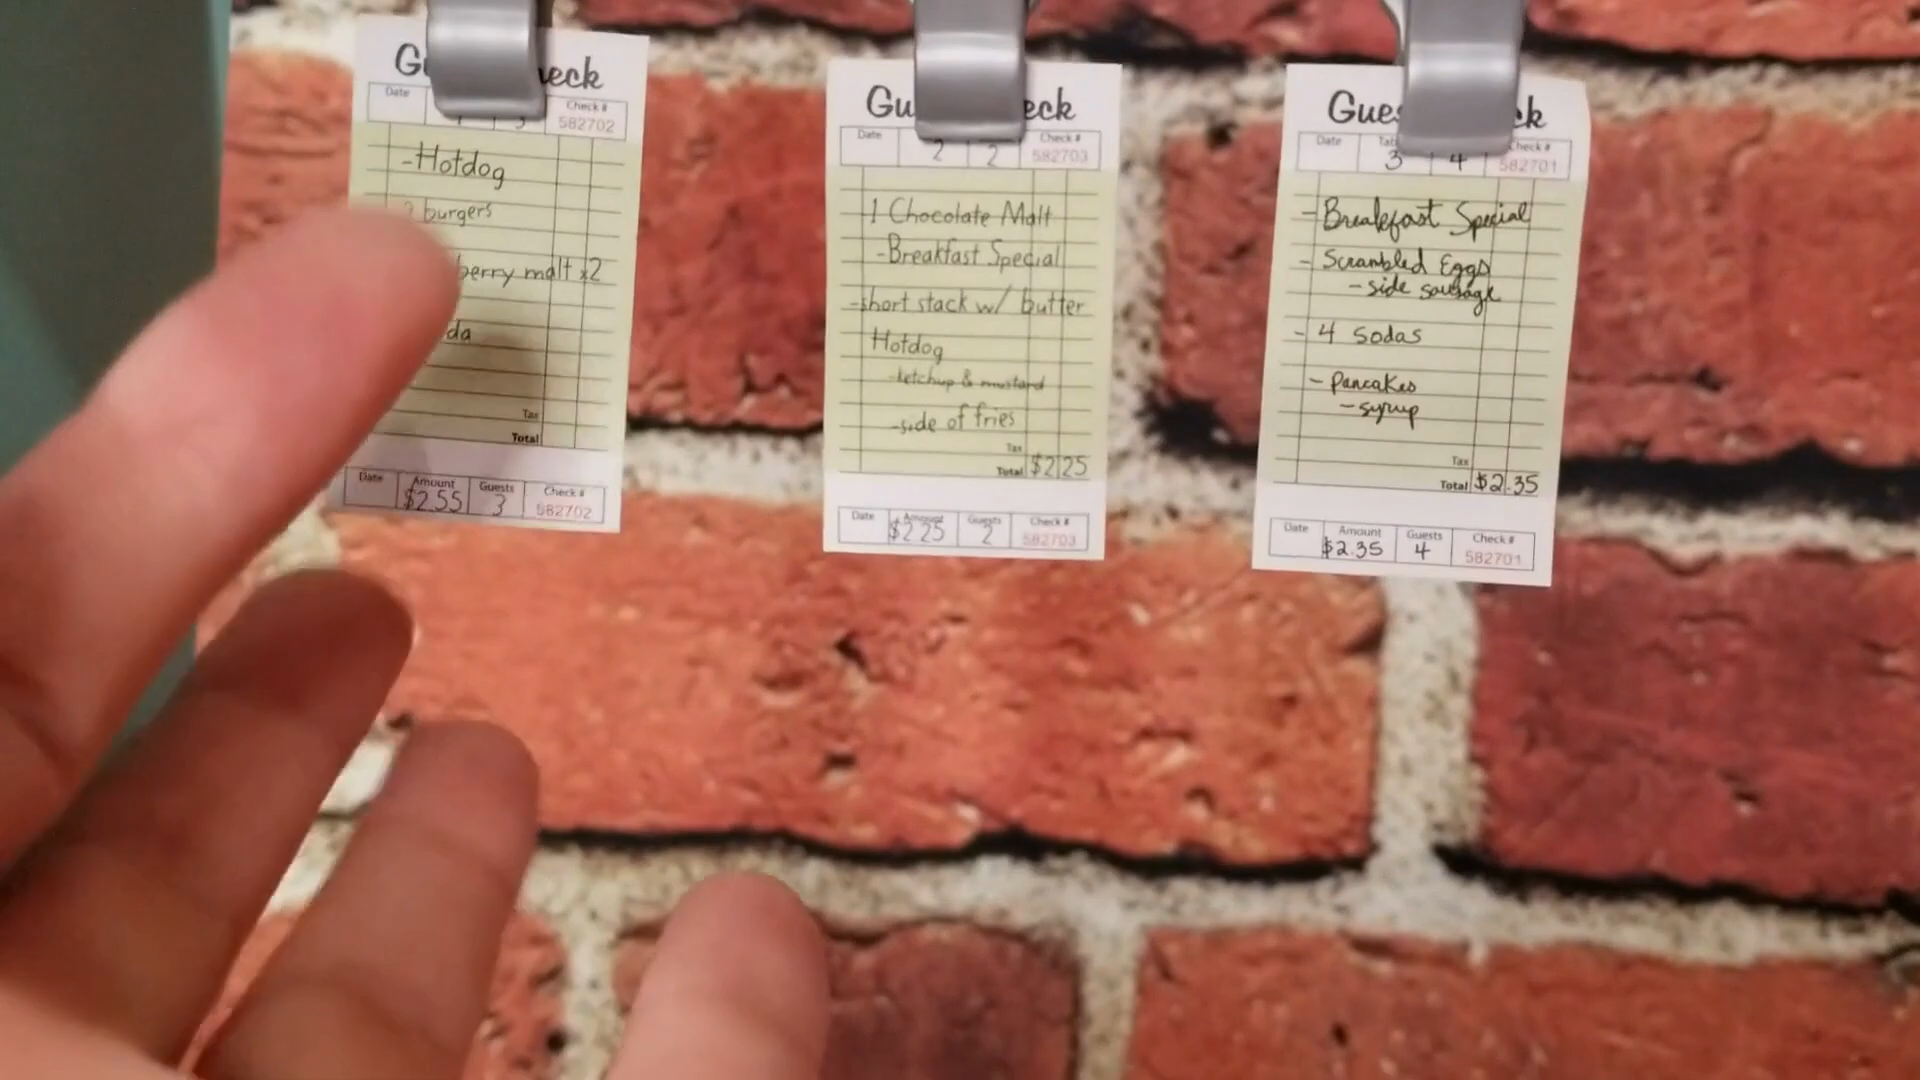 G eck
Date
Check #
582702
-Hotdog
burgers
berry malt x2
da
Tax
Total
Date Amount Guests Check #
$2.55 3 582702
Gu eck
Date Check #
2 2 582703
1 Chocolate Malt
-Breakfast Special
-short stack w/ butter
Hotdog
-ketchup & mustard
-side of fries
Tax
Total $2 25
Date Amount Guests Check #
$2 25 2 582703
Gues ck
Date Tab Check #
3 4 582701
- Breakfast Special
- Scrambled Eggs
- side sausage
- 4 sodas
- pancakes
- syrup
Tax
Total $2.35
Date Amount Guests Check #
$2.35 4 582701